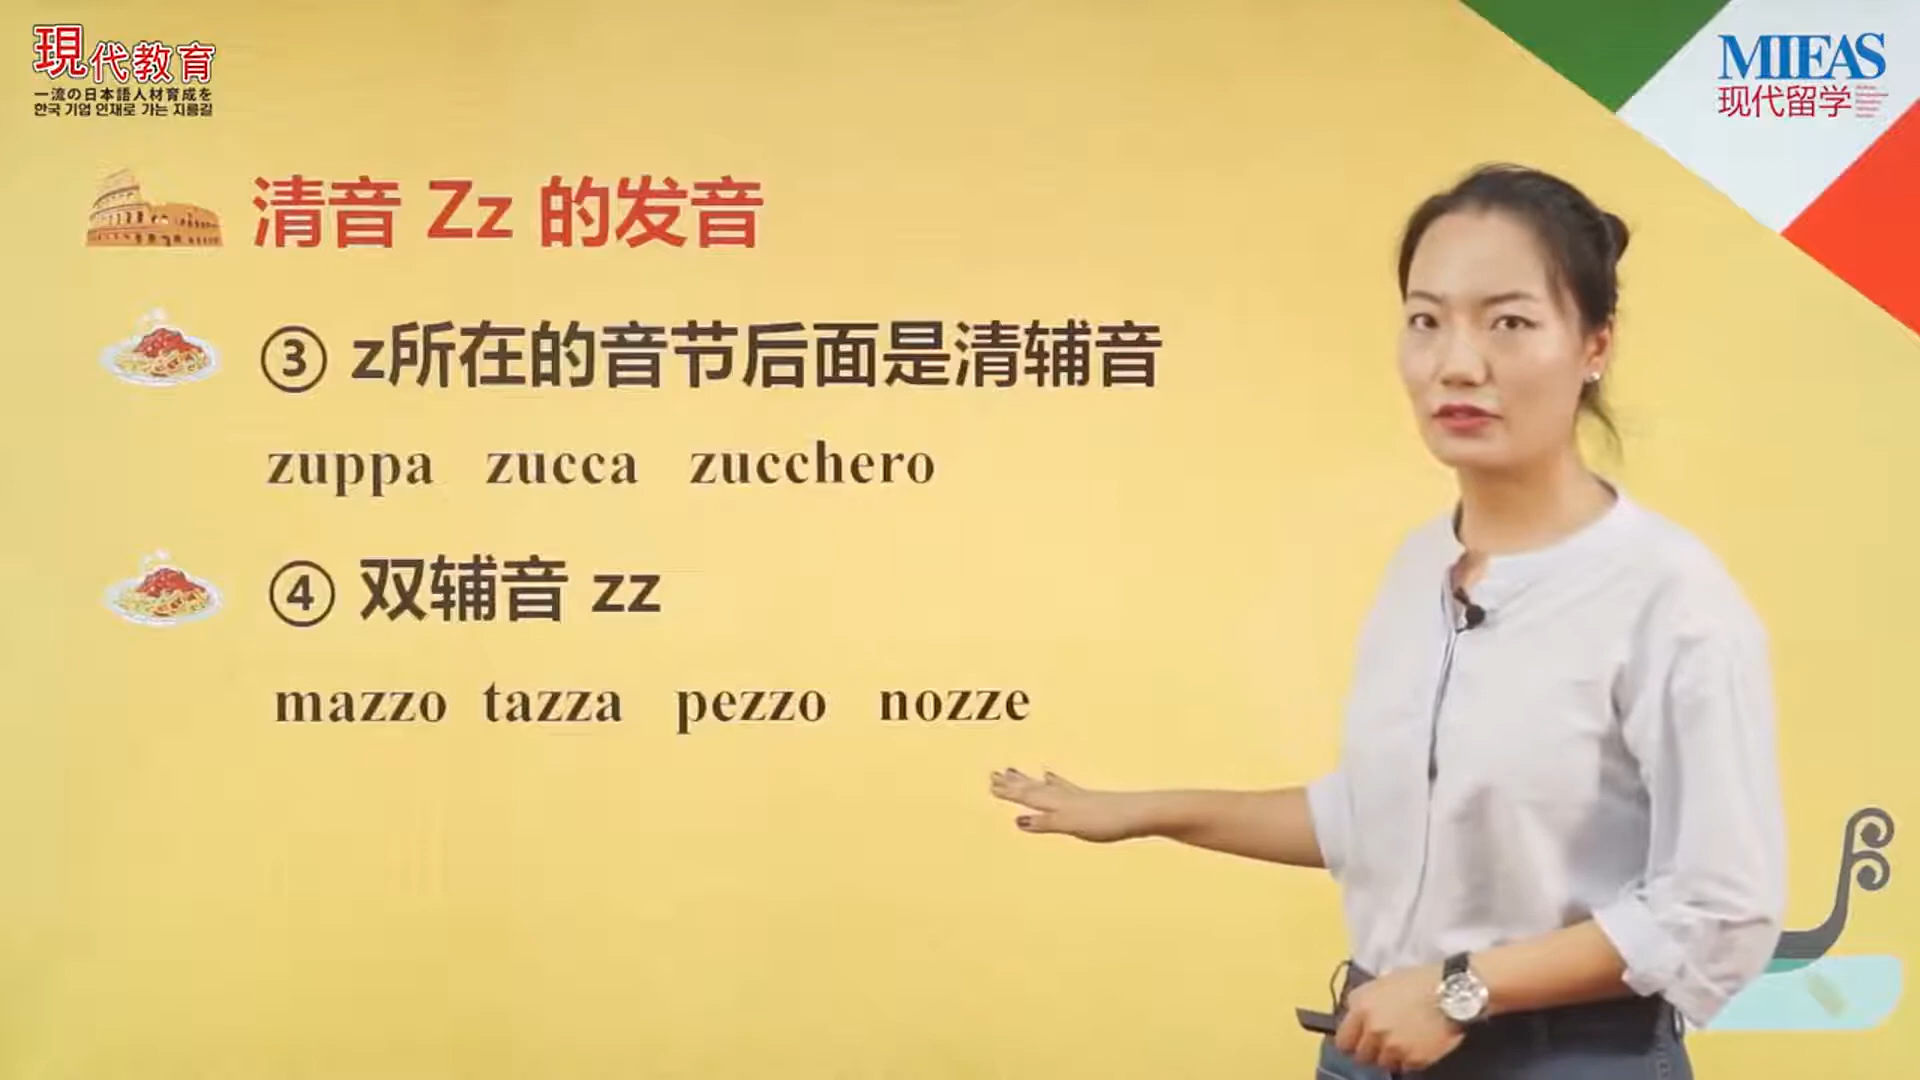 現代教育
一流の日本語人材育成を
한국 기업 인재로 가는 지름길
MIFAS
现代留学
清音 Zz 的发音
③ z所在的音节后面是清辅音
zuppa zucca zucchero
④ 双辅音 zz
mazzo tazza pezzo nozze